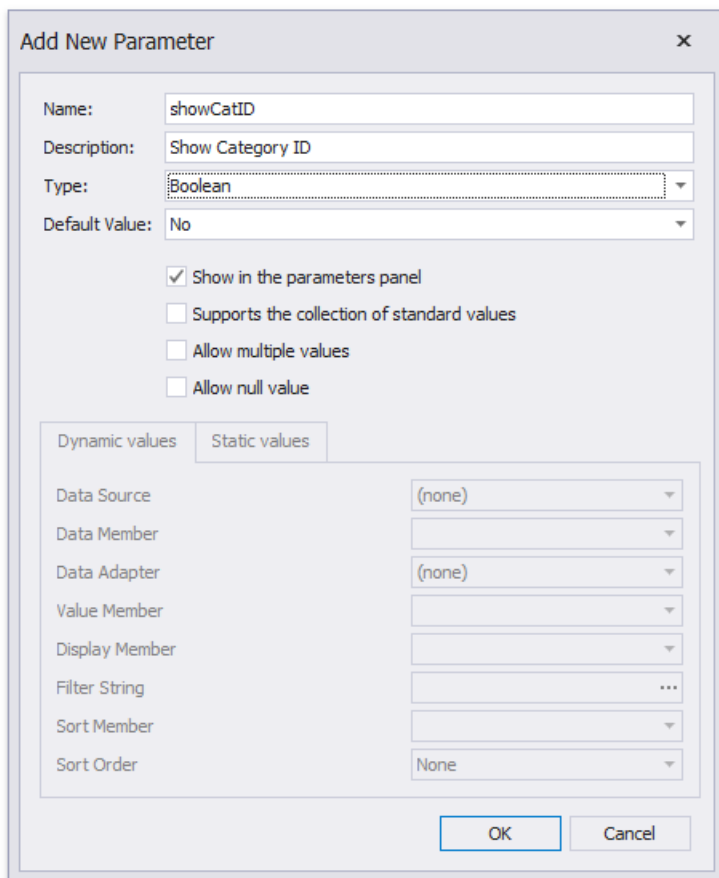 Add New Parameter
Name: showCatID
Description: Show Category ID
Type: Boolean
Default Value: No
Show in the parameters panel
Supports the collection of standard values
Allow multiple values
Allow null value
Dynamic values Static values
Data Source (none)
Data Member
Data Adapter (none)
Value Member
Display Member
Filter String ...
Sort Member
Sort Order None
OK Cancel